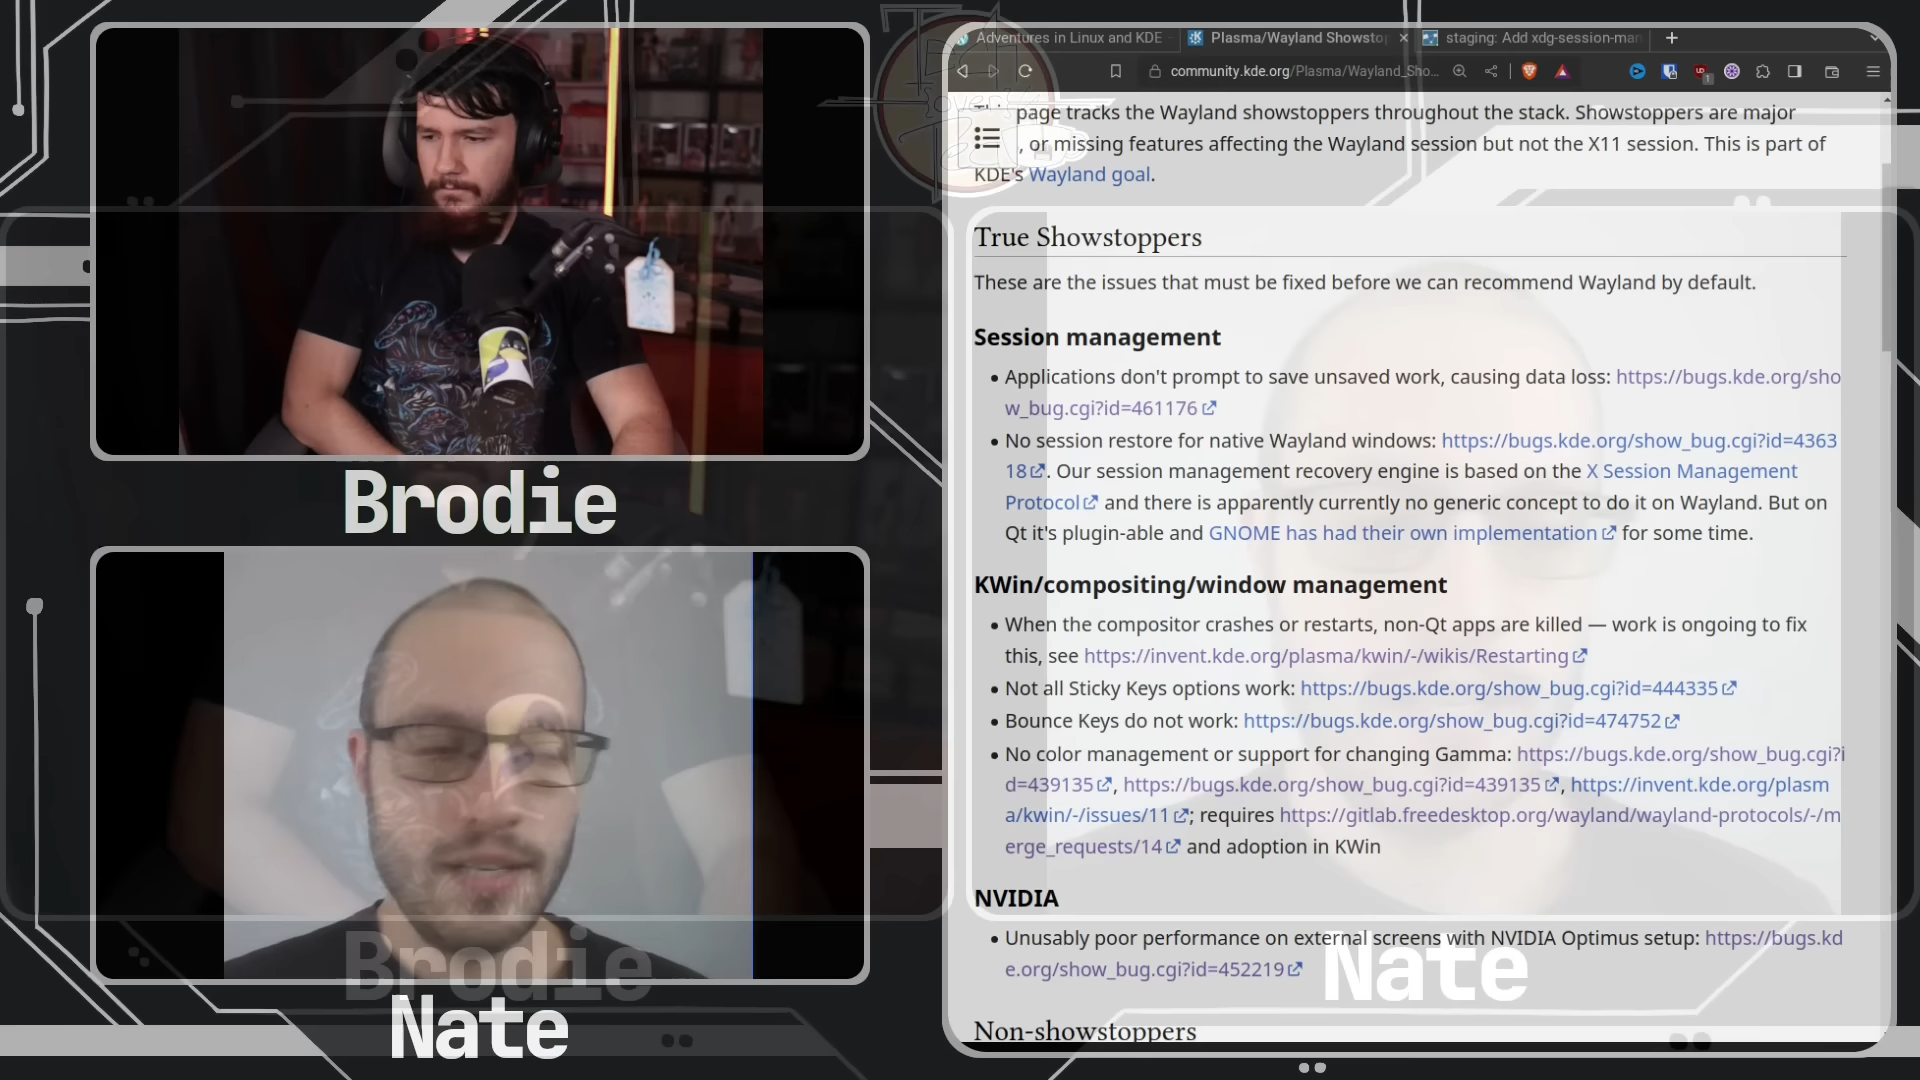 Adventures in Linux and KDE
Plasma/Wayland Showsto
staging: Add xdg-session-man
community.kde.org/Plasma/Wayland_Sho...
page tracks the Wayland showstoppers throughout the stack. Showstoppers are major
, or missing features affecting the Wayland session but not the X11 session. This is part of
KDE's Wayland goal.
True Showstoppers
These are the issues that must be fixed before we can recommend Wayland by default.
Session management
Applications don't prompt to save unsaved work, causing data loss: https://bugs.kde.org/sho
w_bug.cgi?id=461176
No session restore for native Wayland windows: https://bugs.kde.org/show_bug.cgi?id=4363
18. Our session management recovery engine is based on the X Session Management
Protocol and there is apparently currently no generic concept to do it on Wayland. But on
Qt it's plugin-able and GNOME has had their own implementation for some time.
KWin/compositing/window management
When the compositor crashes or restarts, non-Qt apps are killed — work is ongoing to fix
this, see https://invent.kde.org/plasma/kwin/-/wikis/Restarting
Not all Sticky Keys options work: https://bugs.kde.org/show_bug.cgi?id=444335
Bounce Keys do not work: https://bugs.kde.org/show_bug.cgi?id=474752
No color management or support for changing Gamma: https://bugs.kde.org/show_bug.cgi?i
d=439135, https://bugs.kde.org/show_bug.cgi?id=439135, https://invent.kde.org/plasm
a/kwin/-/issues/11; requires https://gitlab.freedesktop.org/wayland/wayland-protocols/-/m
erge_requests/14 and adoption in KWin
NVIDIA
Unusably poor performance on external screens with NVIDIA Optimus setup: https://bugs.kd
e.org/show_bug.cgi?id=452219
Non-showstoppers
Brodie
Nate
Brodie
Nate